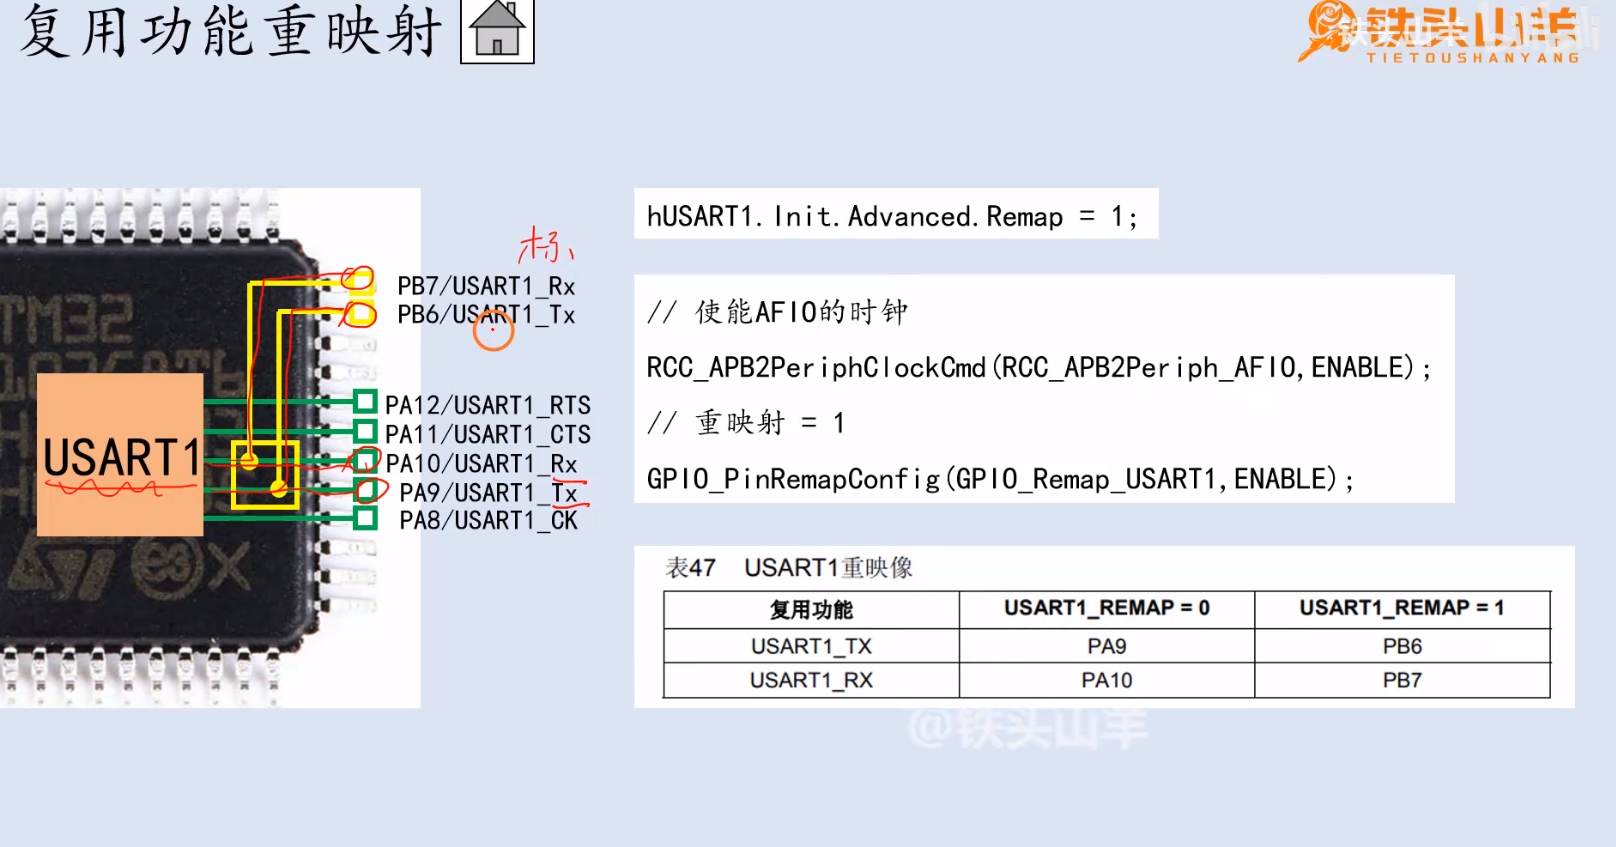 复用功能重映射
铁头山羊
TIETOUSHANYANG
标
PB7/USART1_Rx
PB6/USART1_Tx
PA12/USART1_RTS
PA11/USART1_CTS
PA10/USART1_Rx
PA9/USART1_Tx
PA8/USART1_CK
USART1
hUSART1.Init.Advanced.Remap = 1;
// 使能AFIO的时钟
RCC_APB2PeriphClockCmd(RCC_APB2Periph_AFIO,ENABLE);
// 重映射 = 1
GPIO_PinRemapConfig(GPIO_Remap_USART1,ENABLE);
表47 USART1重映像
复用功能 USART1_REMAP = 0 USART1_REMAP = 1
USART1_TX PA9 PB6
USART1_RX PA10 PB7
@铁头山羊